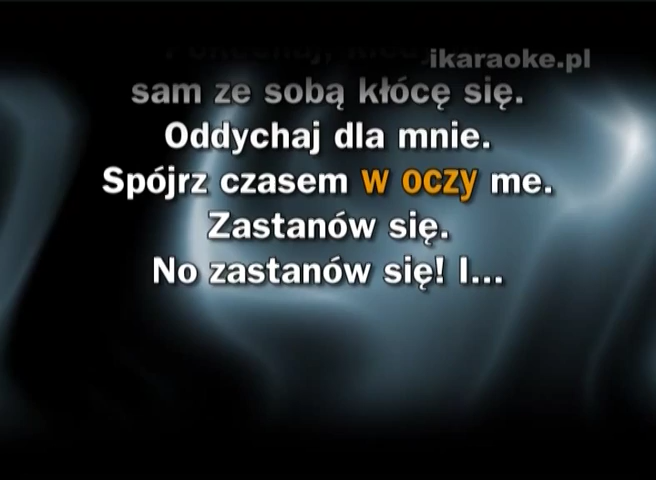 ikaraoke.pl
sam ze sobą kłócę się.
Oddychaj dla mnie.
Spójrz czasem w oczy me.
Zastanów się.
No zastanów się! I...